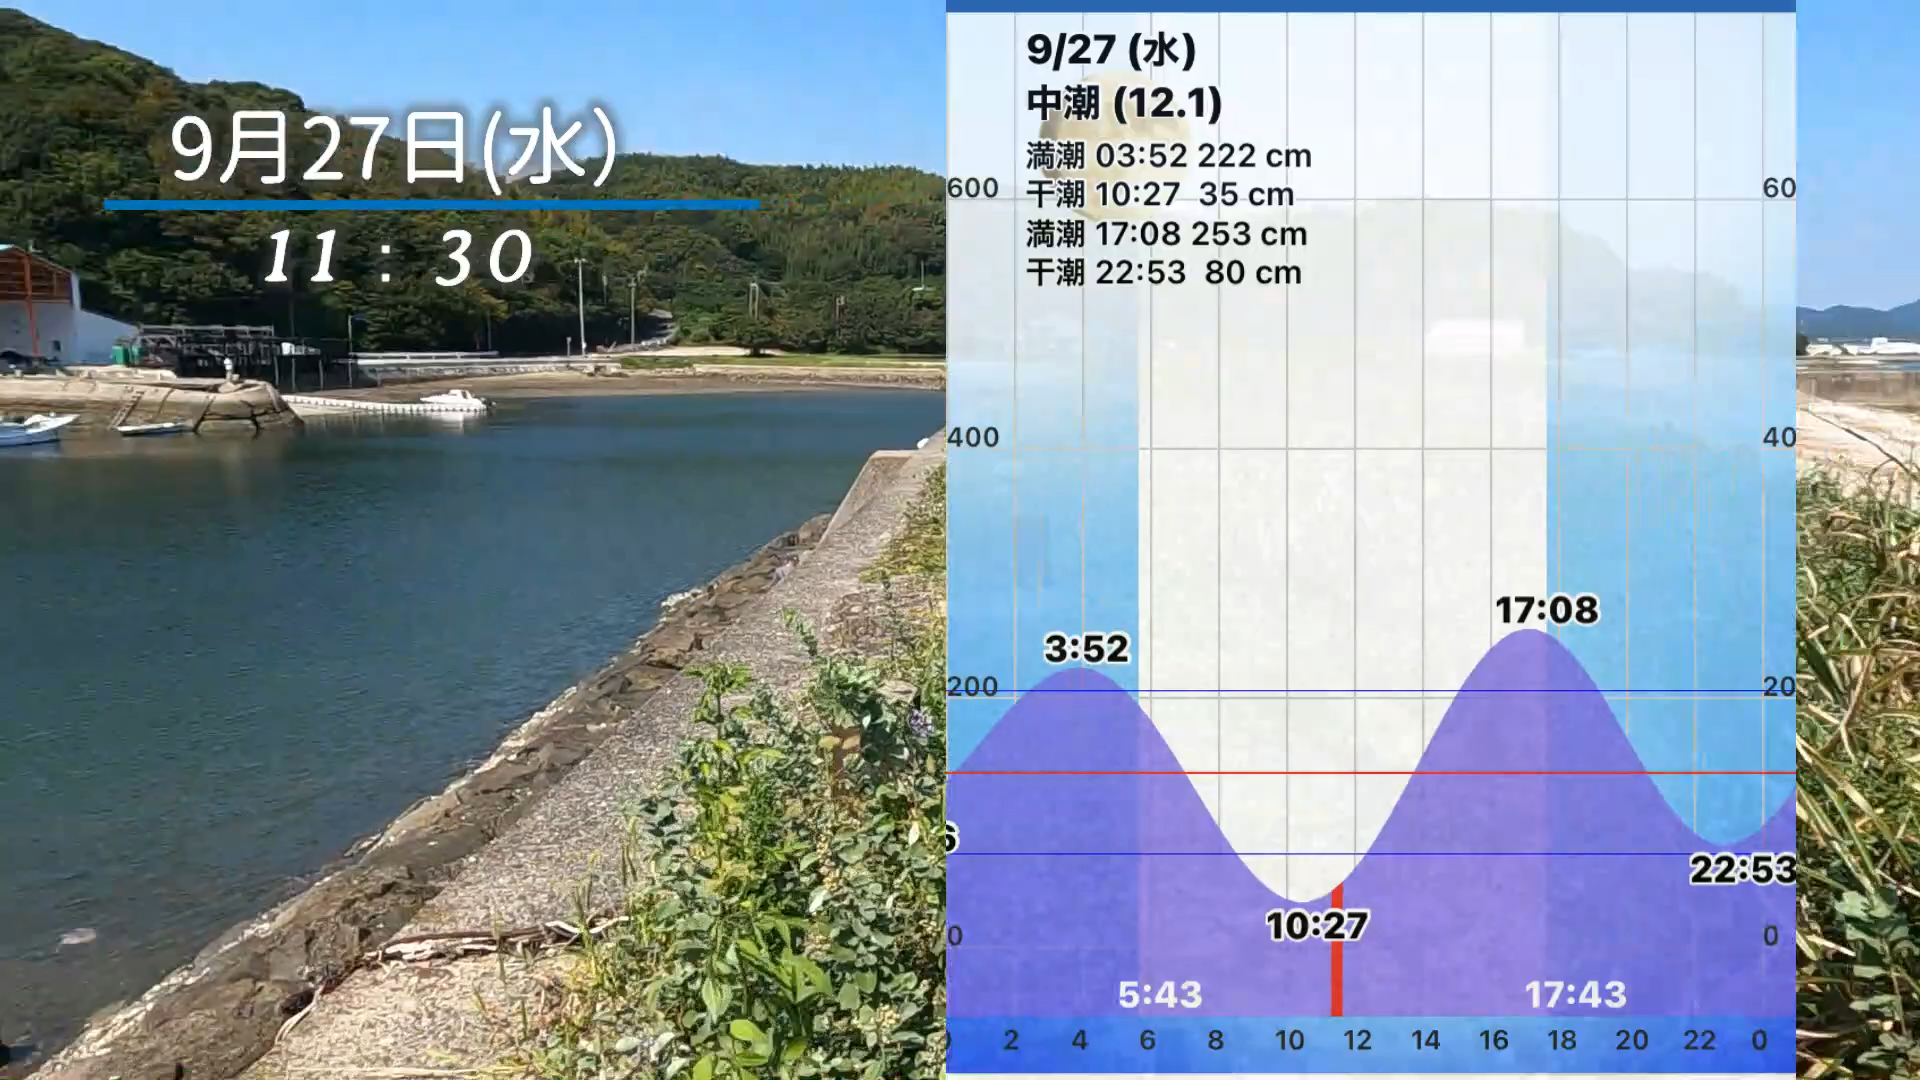 9月27日(水)
11：30
9/27 (水)
中潮 (12.1)
満潮 03:52 222 cm
干潮 10:27 35 cm
満潮 17:08 253 cm
干潮 22:53 80 cm
600 60
400 40
17:08
3:52
200 20
22:53
10:27
0 0
5:43 17:43
2 4 6 8 10 12 14 16 18 20 22 0